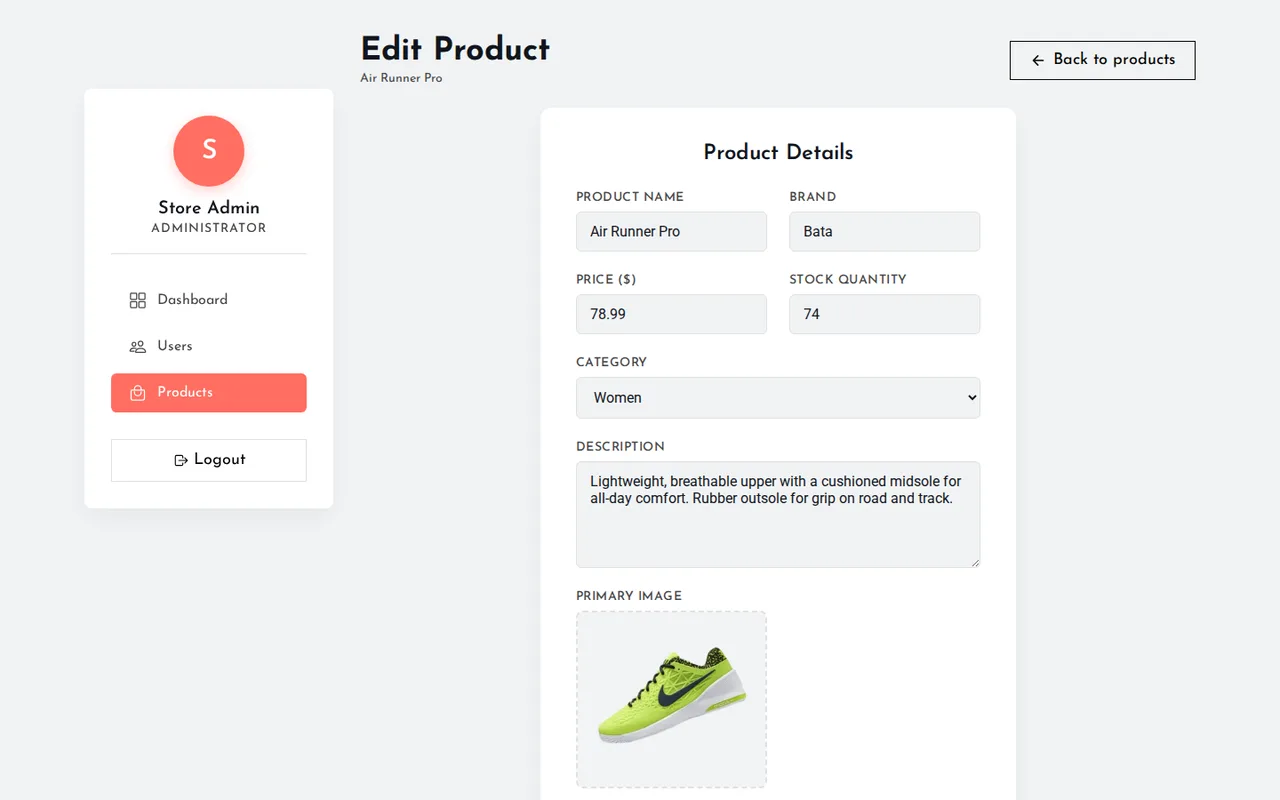 Edit Product
Air Runner Pro
Back to products
S
Store Admin
ADMINISTRATOR
Dashboard
Users
Products
Logout
Product Details
PRODUCT NAME
BRAND
Air Runner Pro
Bata
PRICE ($)
STOCK QUANTITY
78.99
74
CATEGORY
Women
DESCRIPTION
Lightweight, breathable upper with a cushioned midsole for
all-day comfort. Rubber outsole for grip on road and track.
PRIMARY IMAGE